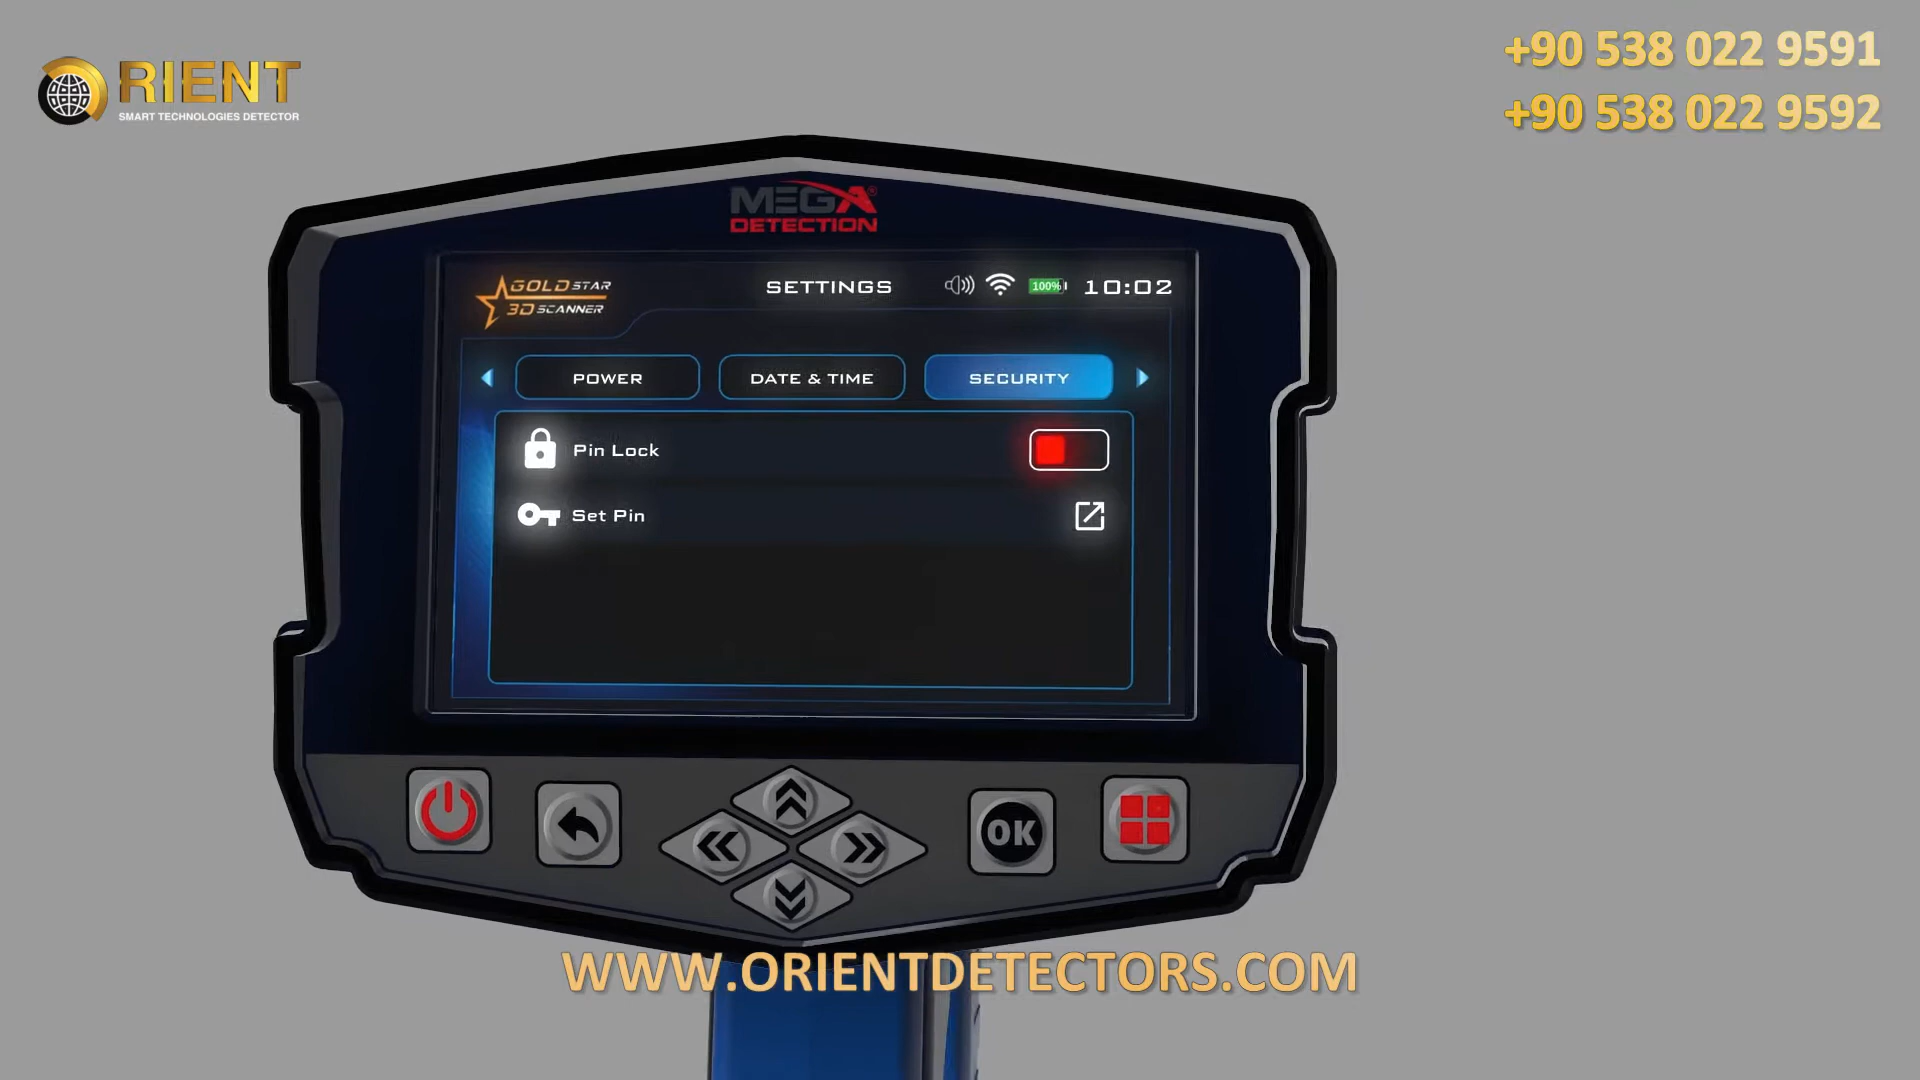 RIENT
SMART TECHNOLOGIES DETECTOR
+90 538 022 9591
+90 538 022 9592
MEGA
DETECTION
GOLD STAR
3D SCANNER
SETTINGS
100%
10:02
POWER
DATE & TIME
SECURITY
Pin Lock
Set Pin
OK
WWW.ORIENTDETECTORS.COM